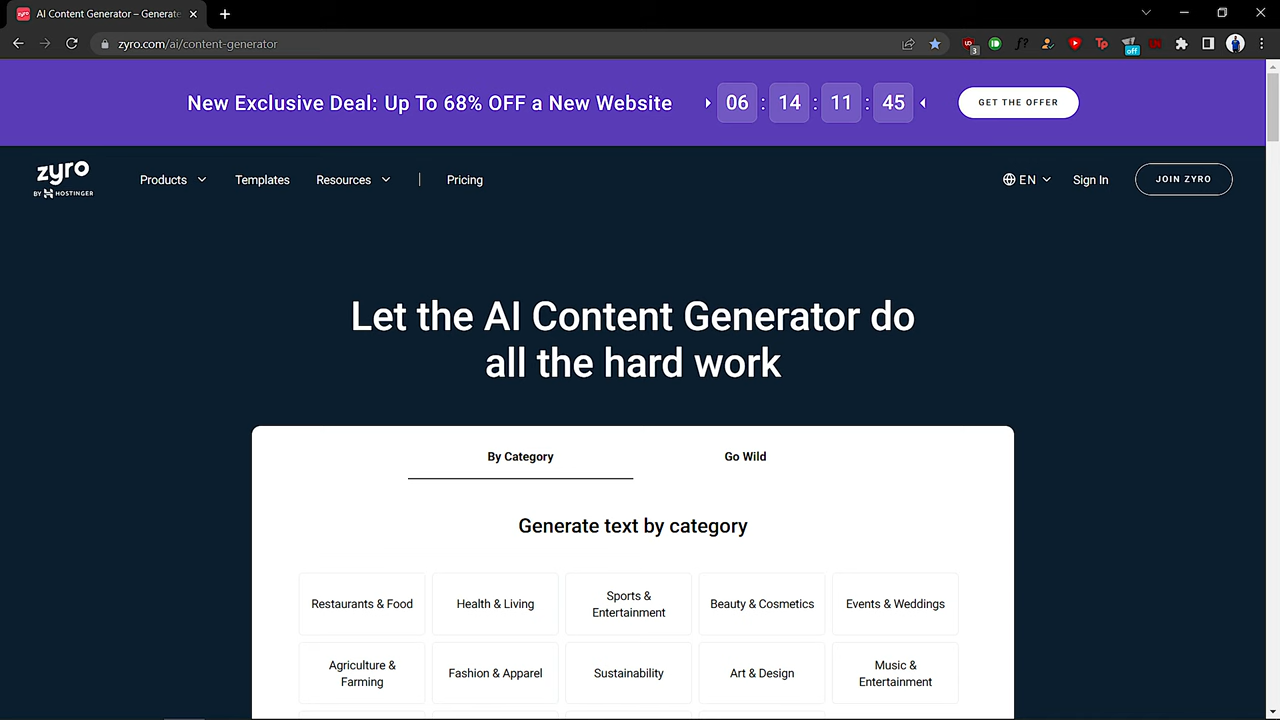 AI Content Generator – Generate
zyro.com/ai/content-generator
3
off
New Exclusive Deal: Up To 68% OFF a New Website
06 : 14 : 11 : 45
GET THE OFFER
zyro
BY HOSTINGER
Products
Templates
Resources
Pricing
EN
Sign In
JOIN ZYRO
Let the AI Content Generator do
all the hard work
By Category
Go Wild
Generate text by category
Restaurants & Food
Health & Living
Sports &
Entertainment
Beauty & Cosmetics
Events & Weddings
Agriculture &
Farming
Fashion & Apparel
Sustainability
Art & Design
Music &
Entertainment